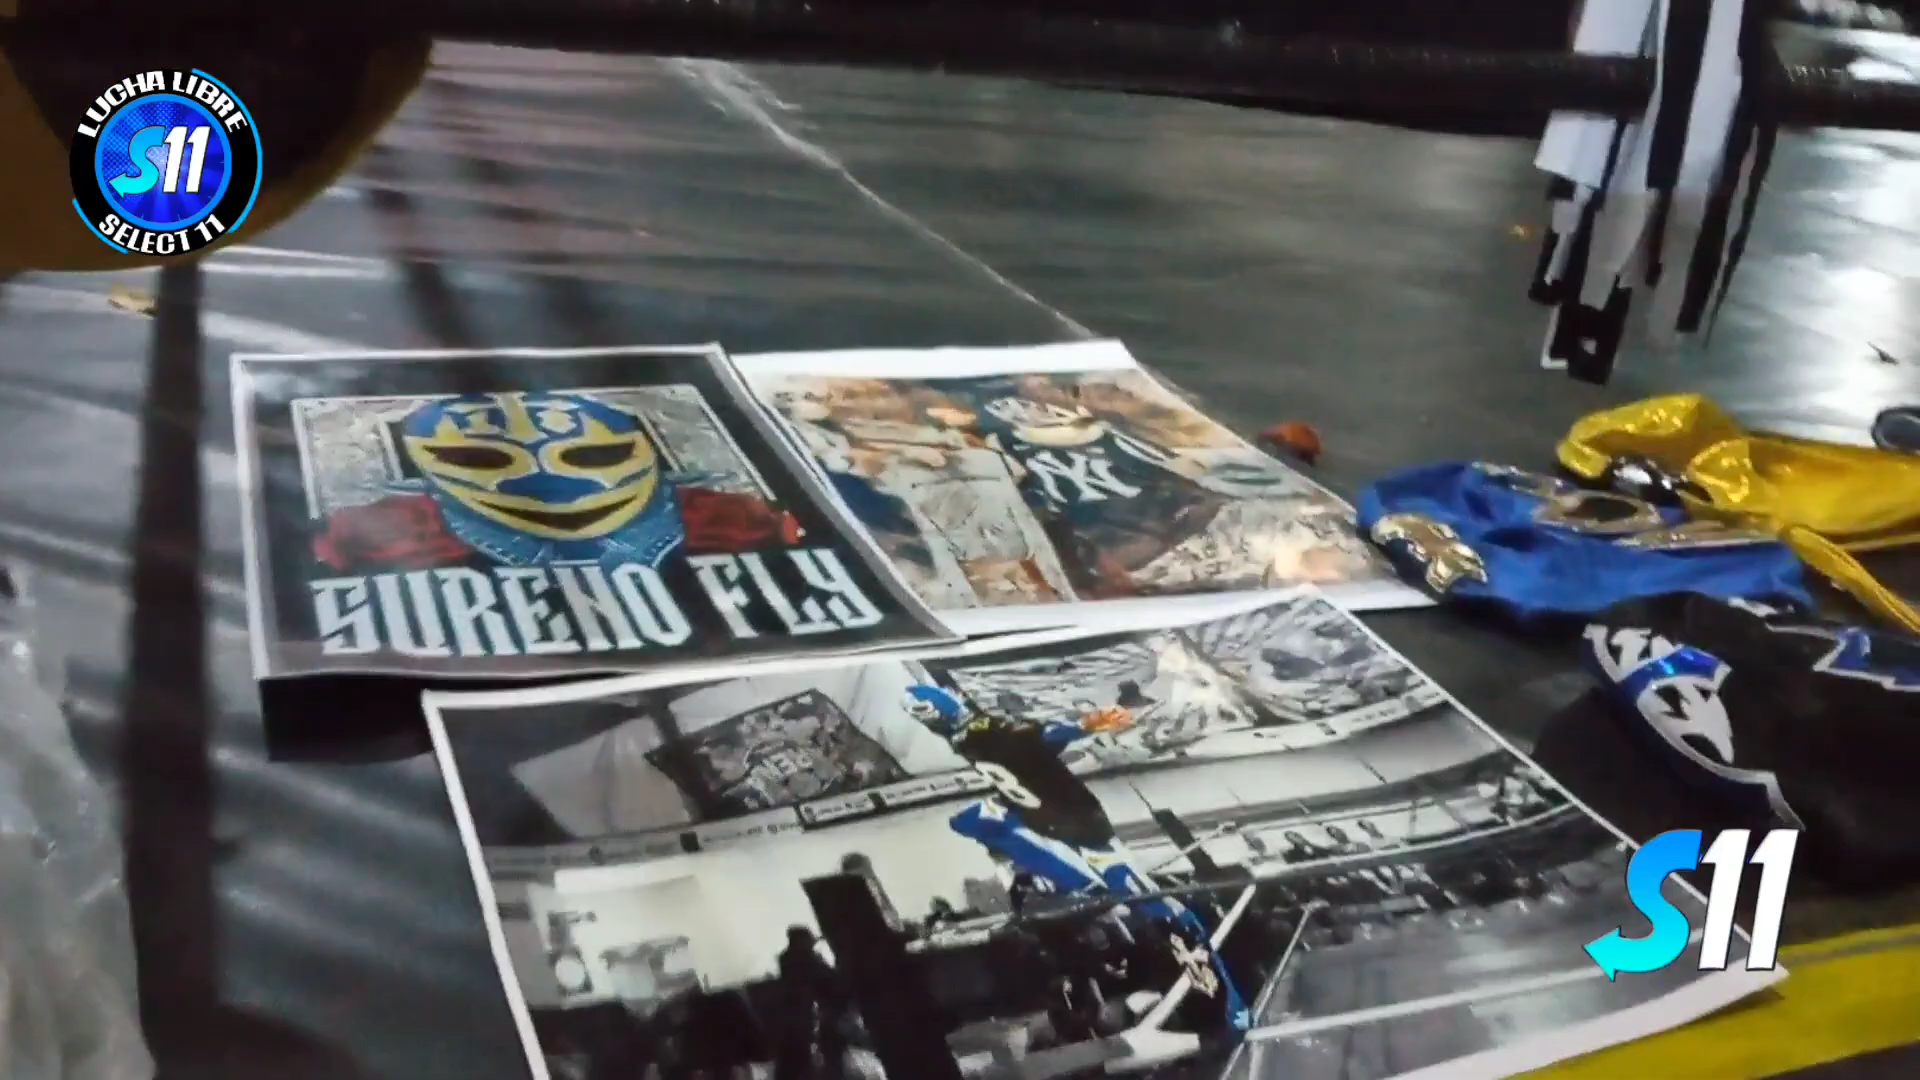 LUCHA LIBRE
S11
SELECT 11
SURENO FLY
NY
S11